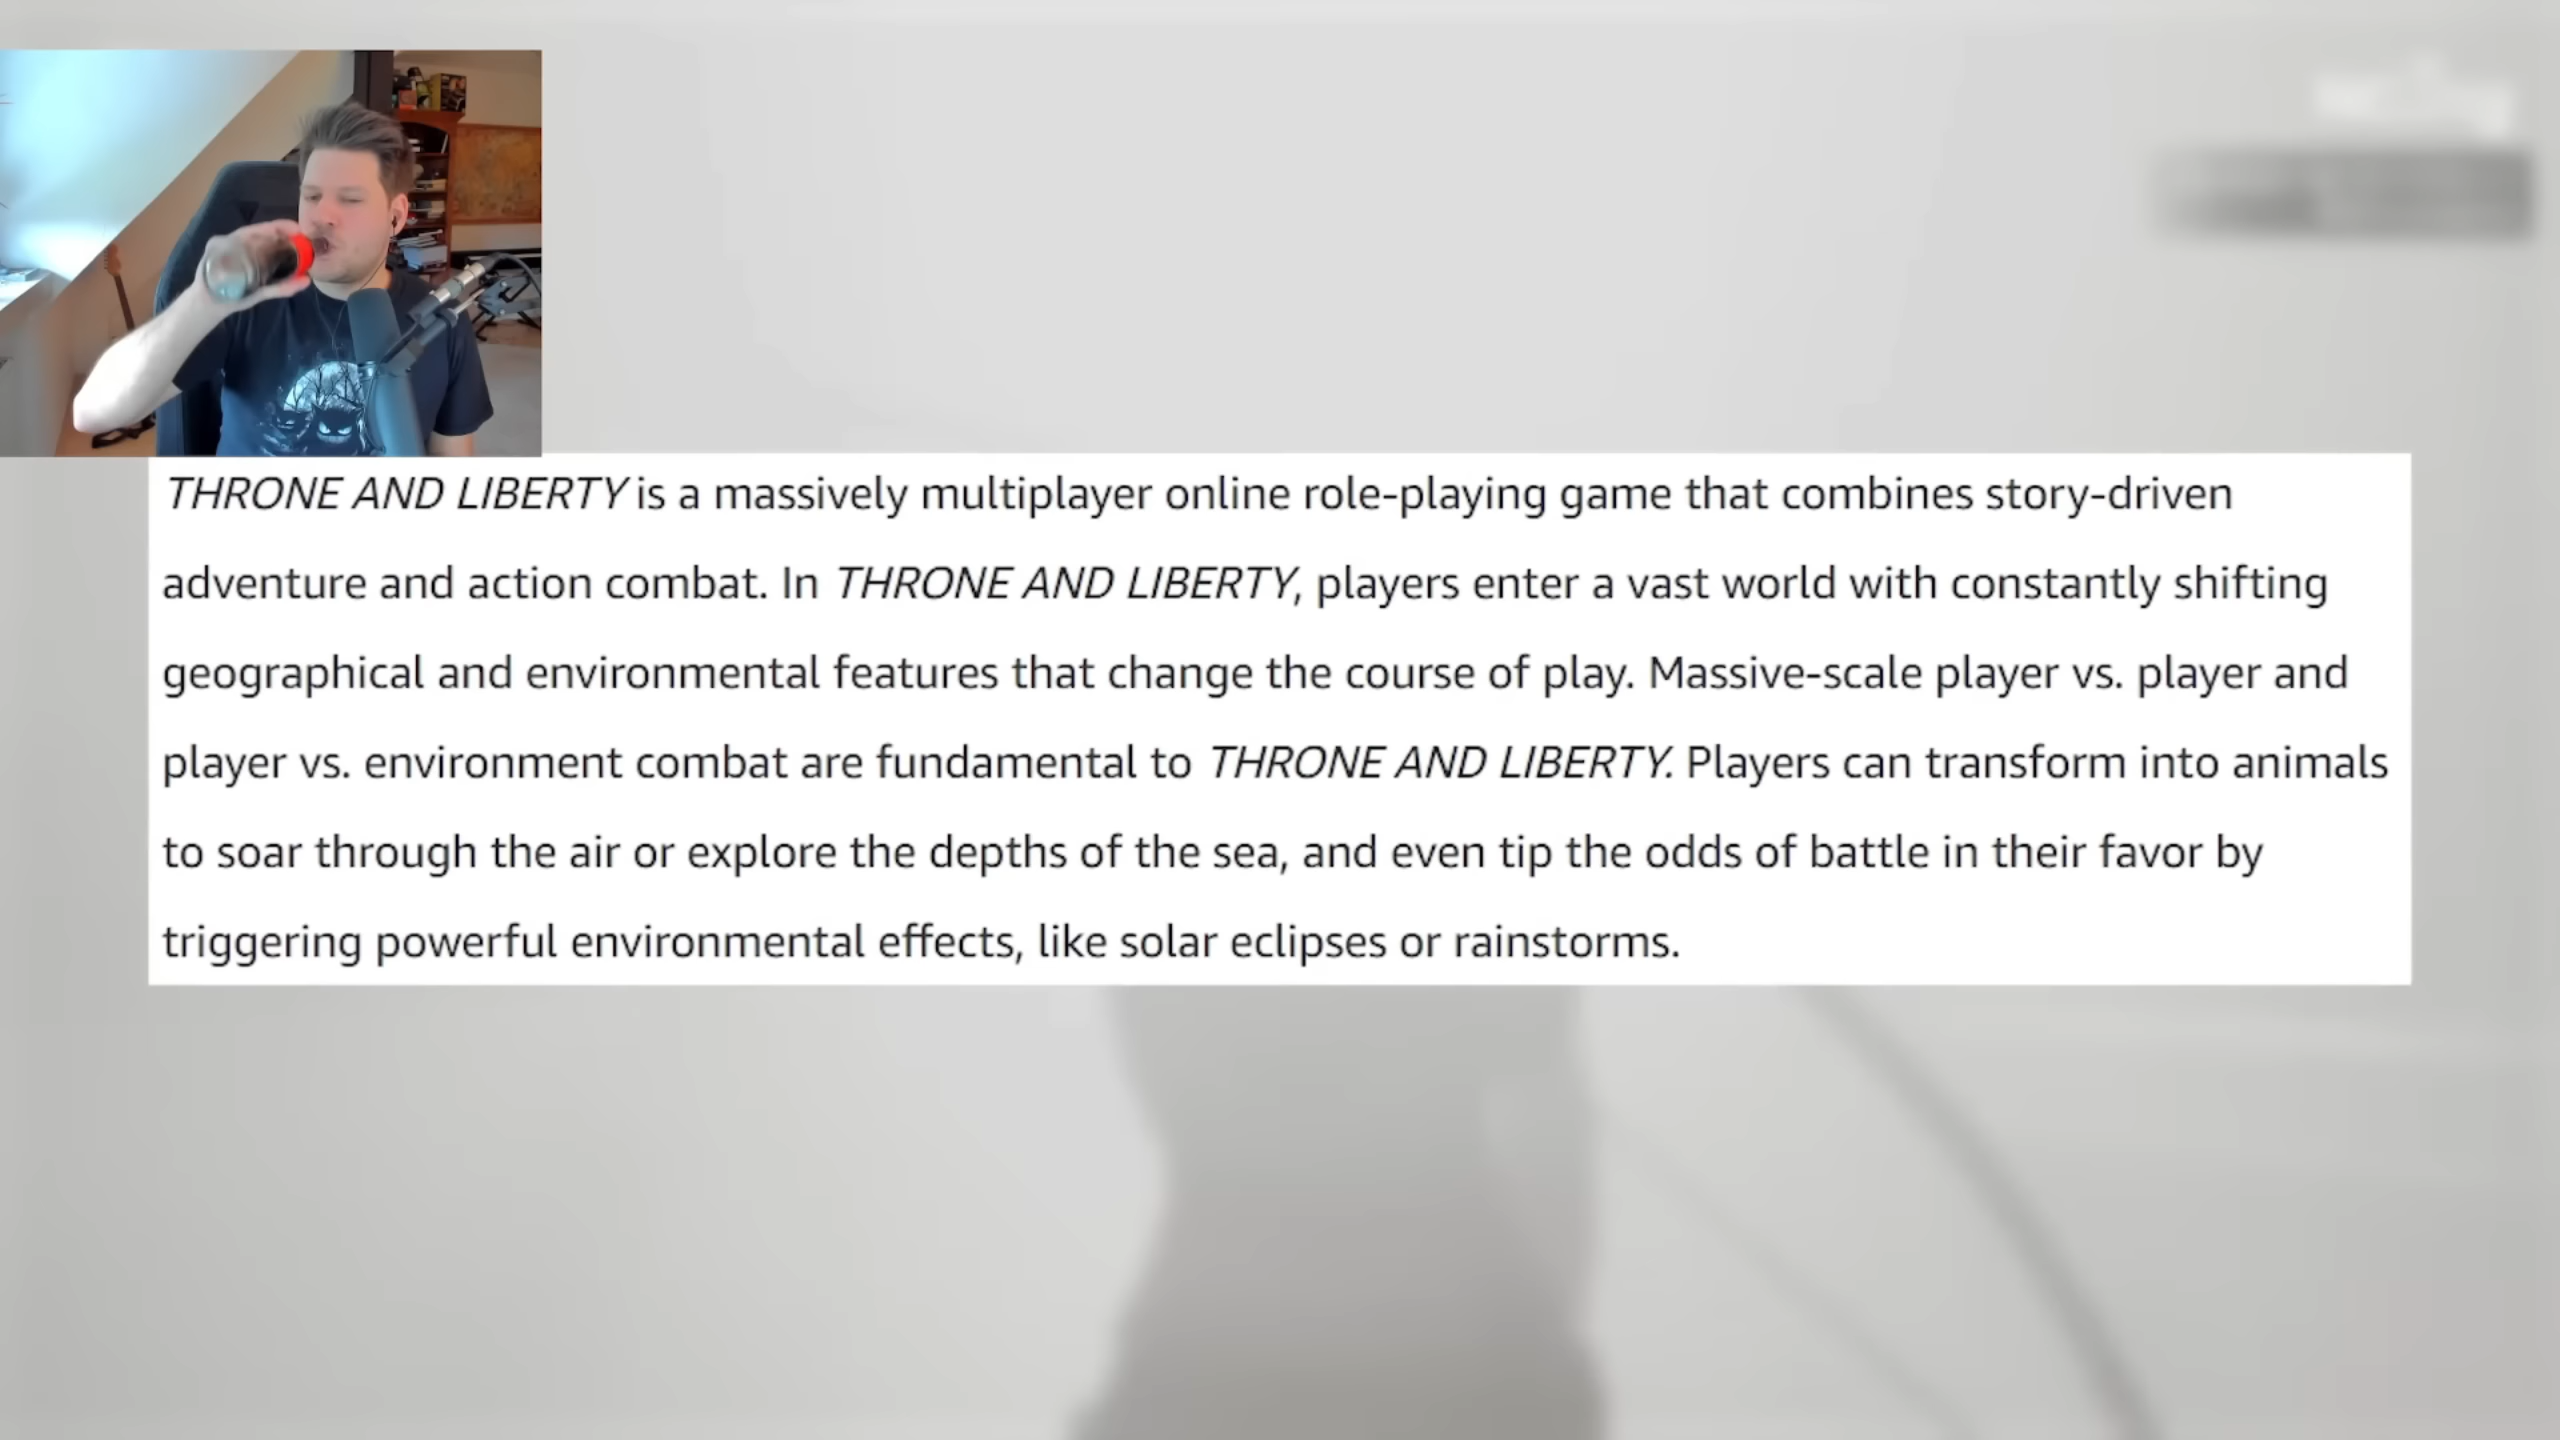 THRONE AND LIBERTY is a massively multiplayer online role-playing game that combines story-driven
adventure and action combat. In THRONE AND LIBERTY, players enter a vast world with constantly shifting
geographical and environmental features that change the course of play. Massive-scale player vs. player and
player vs. environment combat are fundamental to THRONE AND LIBERTY. Players can transform into animals
to soar through the air or explore the depths of the sea, and even tip the odds of battle in their favor by
triggering powerful environmental effects, like solar eclipses or rainstorms.